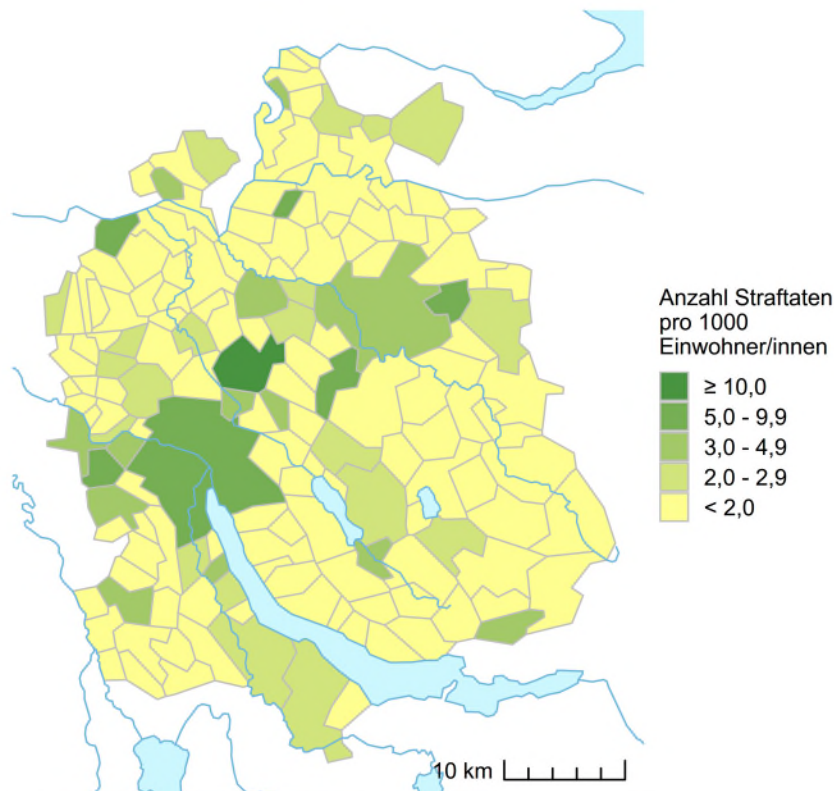 Anzahl Straftaten
pro 1000
Einwohner/innen
≥ 10,0
5,0 - 9,9
3,0 - 4,9
2,0 - 2,9
< 2,0
10 km